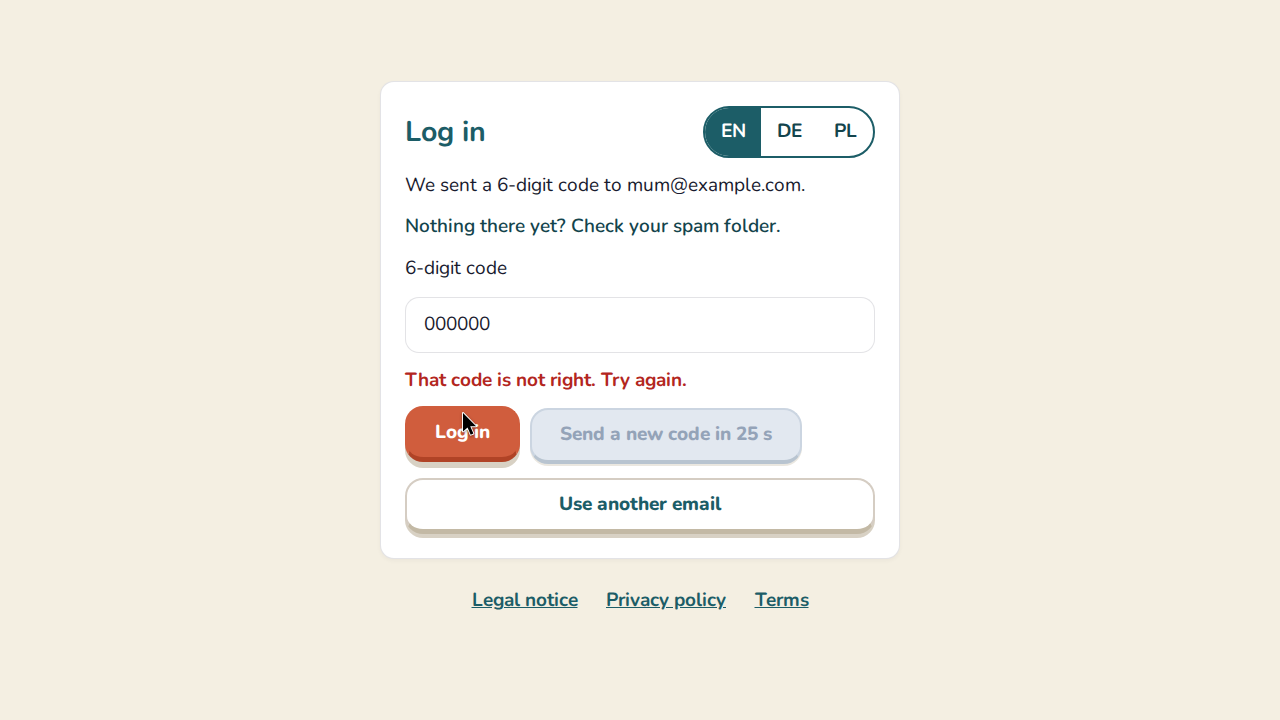 Log in
EN DE PL
We sent a 6-digit code to mum@example.com.
Nothing there yet? Check your spam folder.
6-digit code
000000
That code is not right. Try again.
Log in
Send a new code in 25 s
Use another email
Legal notice Privacy policy Terms